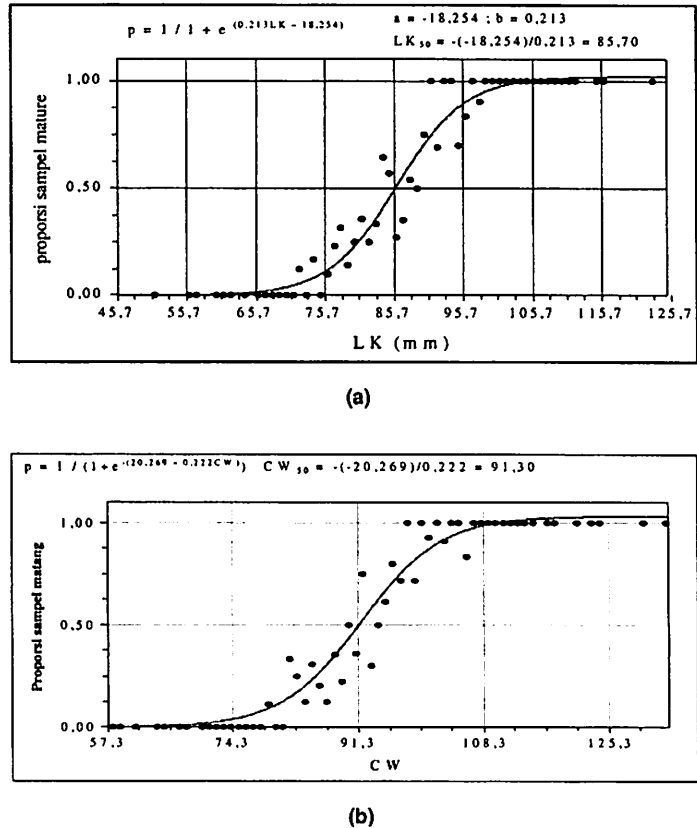 p = 1 / 1 + e^(0,213LK - 18,254)
a = -18,254 ; b = 0,213
LK50 = -(-18,254)/0,213 = 85,70
proporsi sampel mature
1.00
0.50
0.00
45,7 55,7 65,7 75,7 85,7 95,7 105,7 115,7 125,7
LK (mm)
(a)
p = 1 / (1+e^-(20,269 - 0,222CW)) CW50 = -(-20,269)/0,222 = 91,30
Proporsi sampel matang
1.00
0.50
0.00
57,3 74,3 91,3 108,3 125,3
CW
(b)